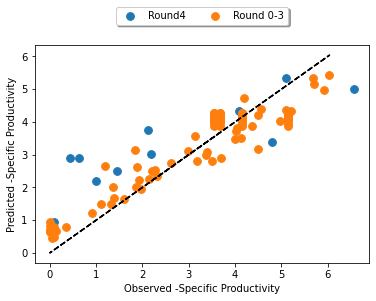 Round4 Round 0-3
Predicted -Specific Productivity
6
5
4
3
2
1
0
0 1 2 3 4 5 6
Observed -Specific Productivity